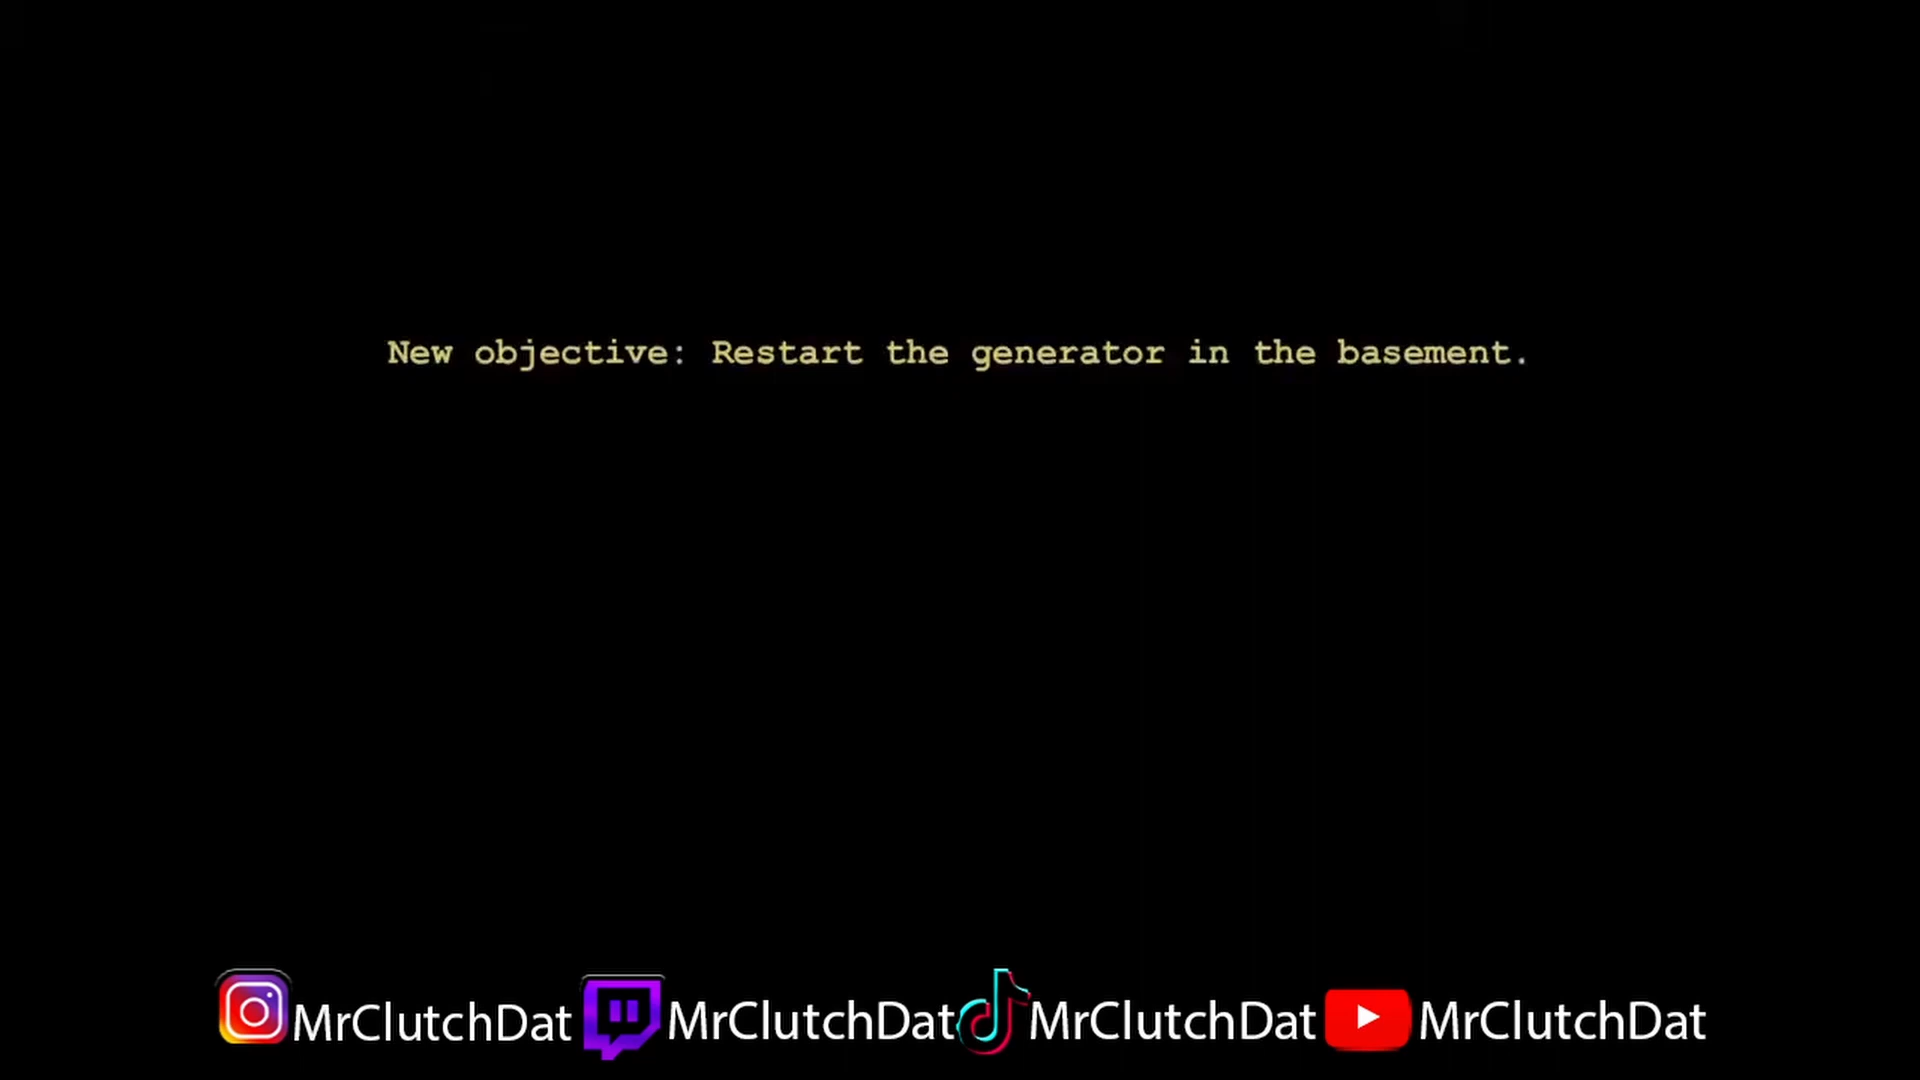 New objective: Restart the generator in the basement.
MrClutchDat MrClutchDat MrClutchDat MrClutchDat